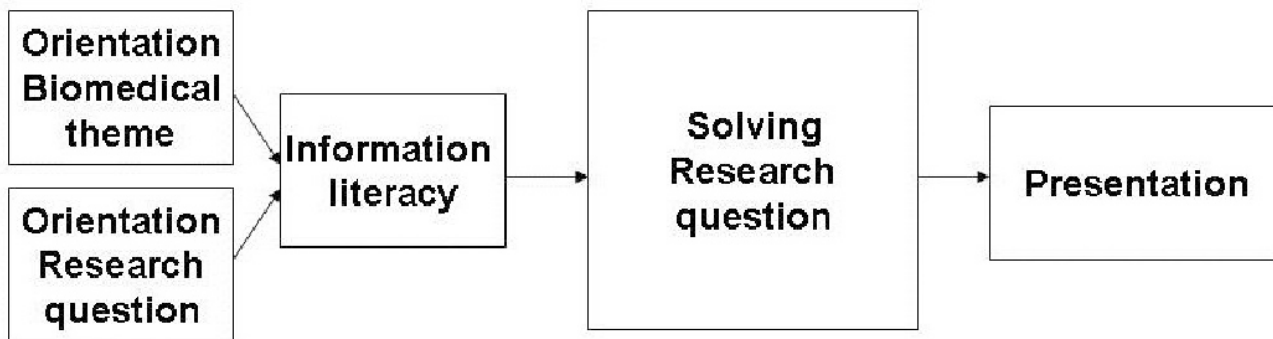 Orientation
Biomedical
theme
Orientation
Research
question
Information
literacy
Solving
Research
question
Presentation